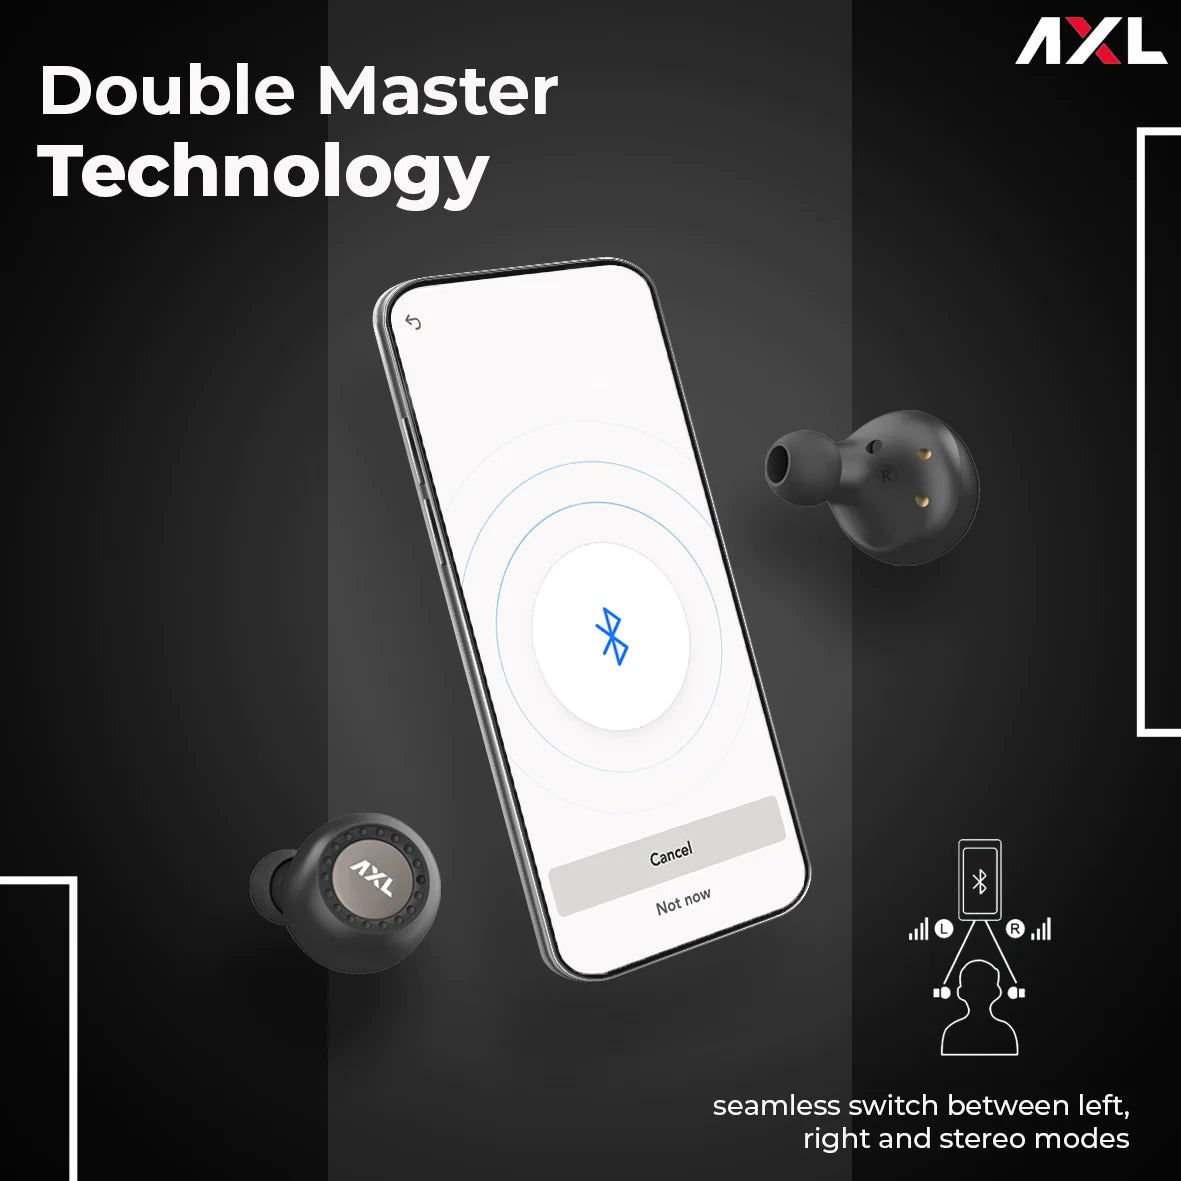 AXL
Double Master
Technology
R
Cancel
Not now
AXL
L
R
seamless switch between left,
right and stereo modes